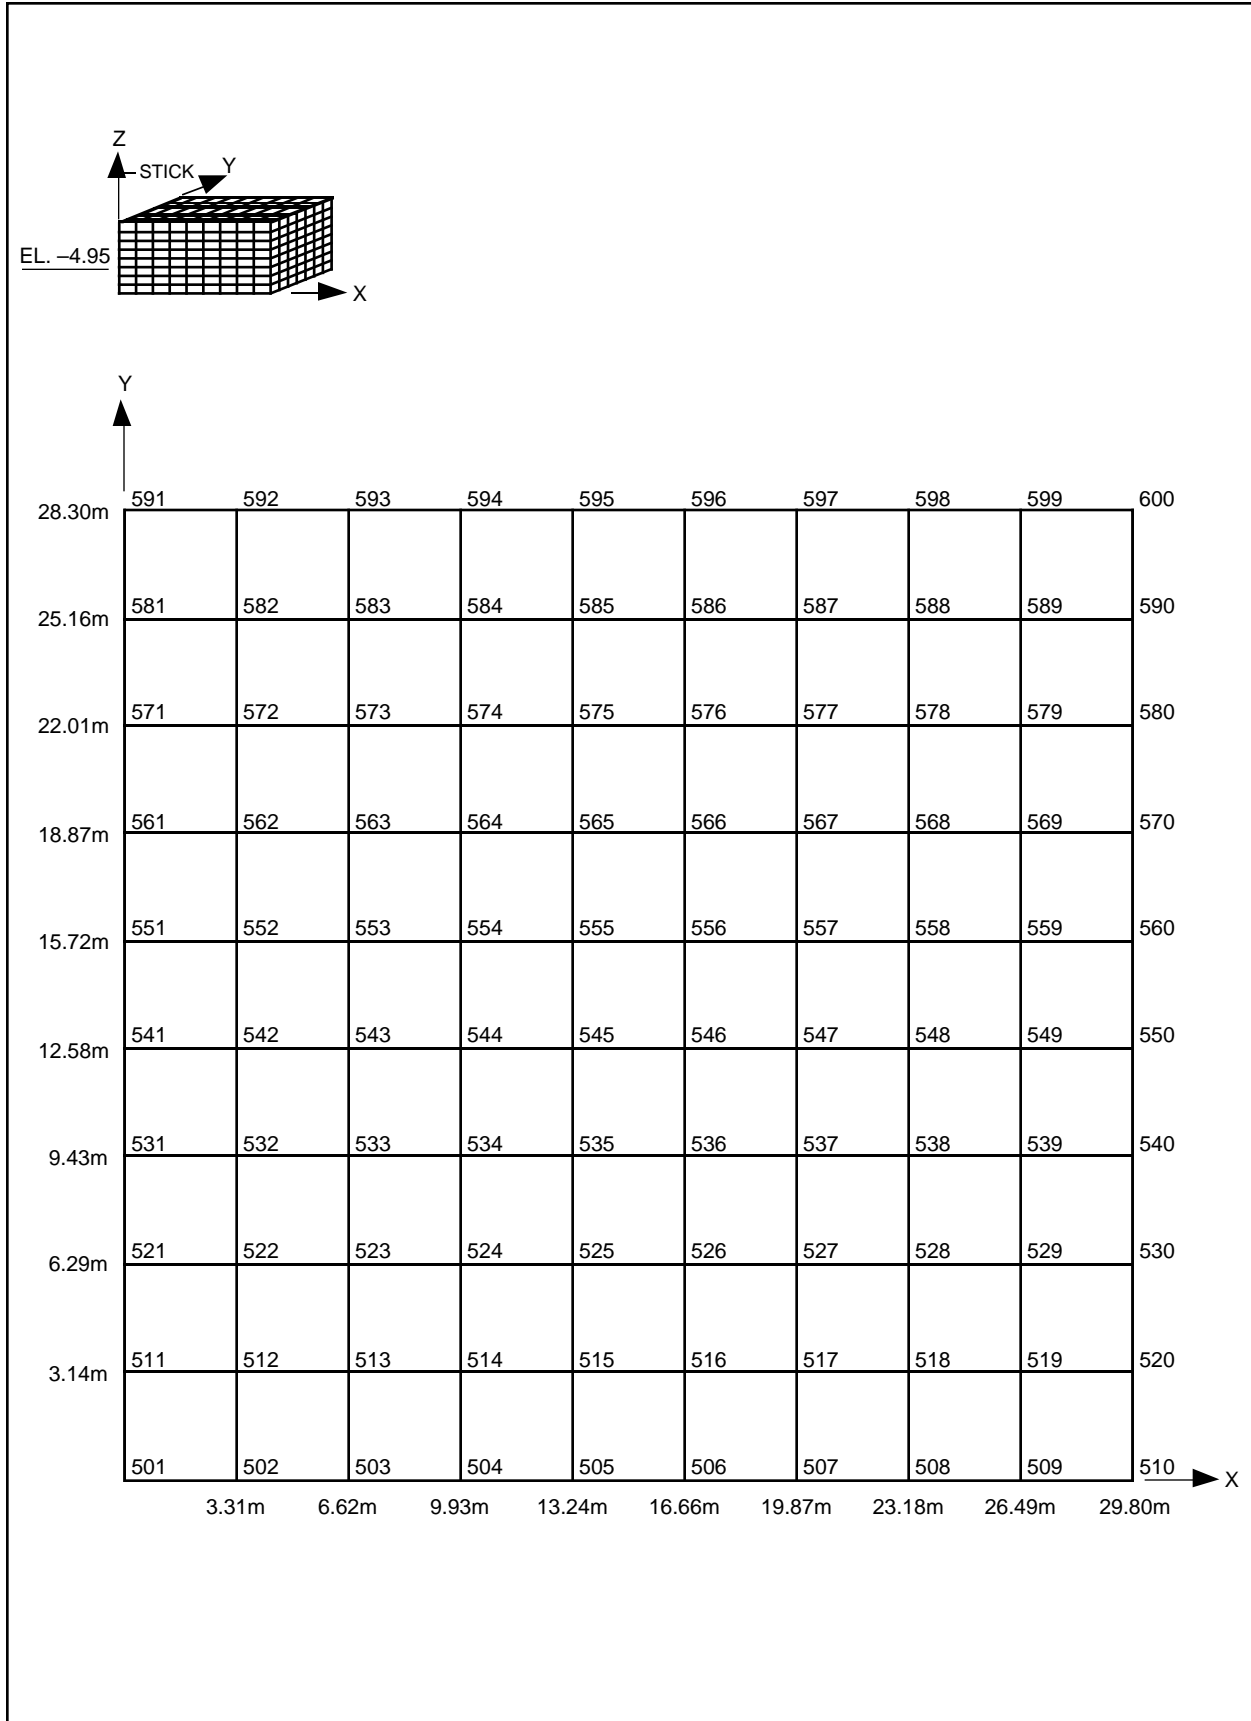 Z
STICK Y
EL. –4.95
X
Y
591 592 593 594 595 596 597 598 599 600
28.30m
581 582 583 584 585 586 587 588 589 590
25.16m
571 572 573 574 575 576 577 578 579 580
22.01m
561 562 563 564 565 566 567 568 569 570
18.87m
551 552 553 554 555 556 557 558 559 560
15.72m
541 542 543 544 545 546 547 548 549 550
12.58m
531 532 533 534 535 536 537 538 539 540
9.43m
521 522 523 524 525 526 527 528 529 530
6.29m
511 512 513 514 515 516 517 518 519 520
3.14m
501 502 503 504 505 506 507 508 509 510 X
3.31m 6.62m 9.93m 13.24m 16.66m 19.87m 23.18m 26.49m 29.80m